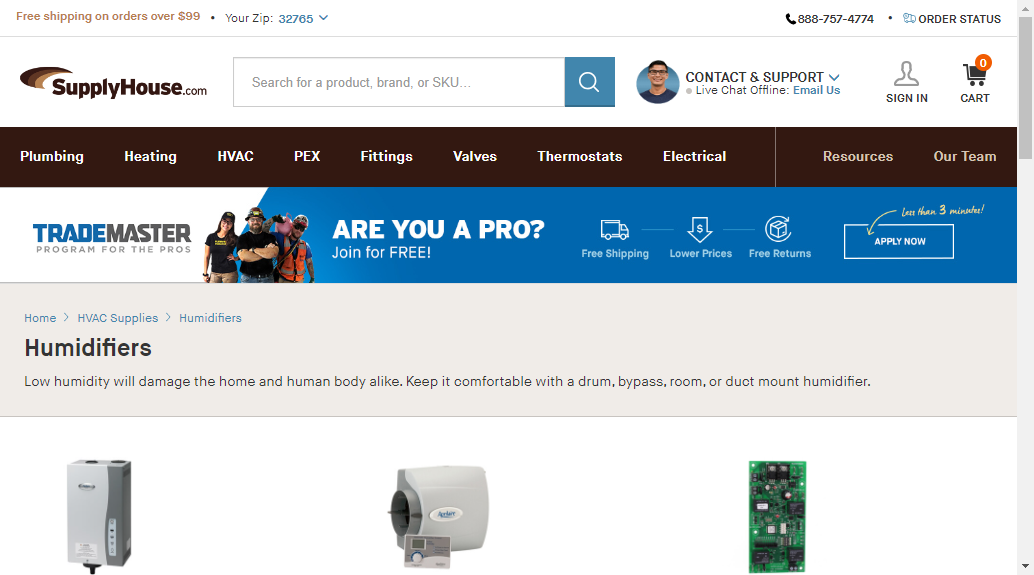 Free shipping on orders over $99 • Your Zip: 32765
888-757-4774 • ORDER STATUS
SupplyHouse.com
Search for a product, brand, or SKU...
CONTACT & SUPPORT
Live Chat Offline: Email Us
SIGN IN
0
CART
Plumbing Heating HVAC PEX Fittings Valves Thermostats Electrical Resources Our Team
TRADEMASTER
PROGRAM FOR THE PROS
ARE YOU A PRO?
Join for FREE!
Free Shipping Lower Prices Free Returns
less than 3 minutes!
APPLY NOW
Home > HVAC Supplies > Humidifiers
Humidifiers
Low humidity will damage the home and human body alike. Keep it comfortable with a drum, bypass, room, or duct mount humidifier.